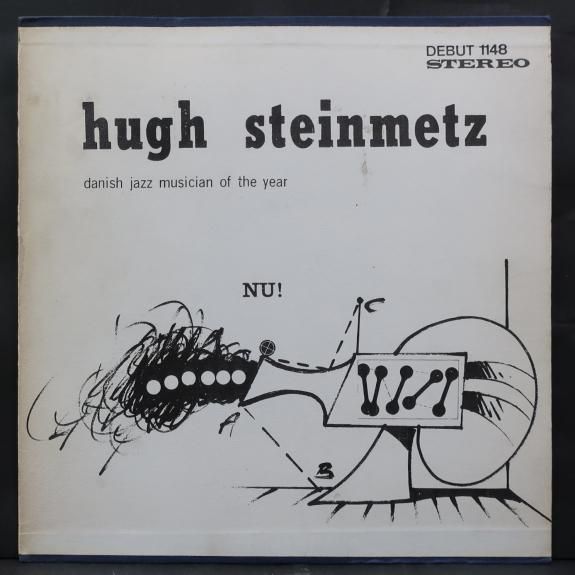 DEBUT 1148
STEREO
hugh steinmetz
danish jazz musician of the year
NU!
C
A
B